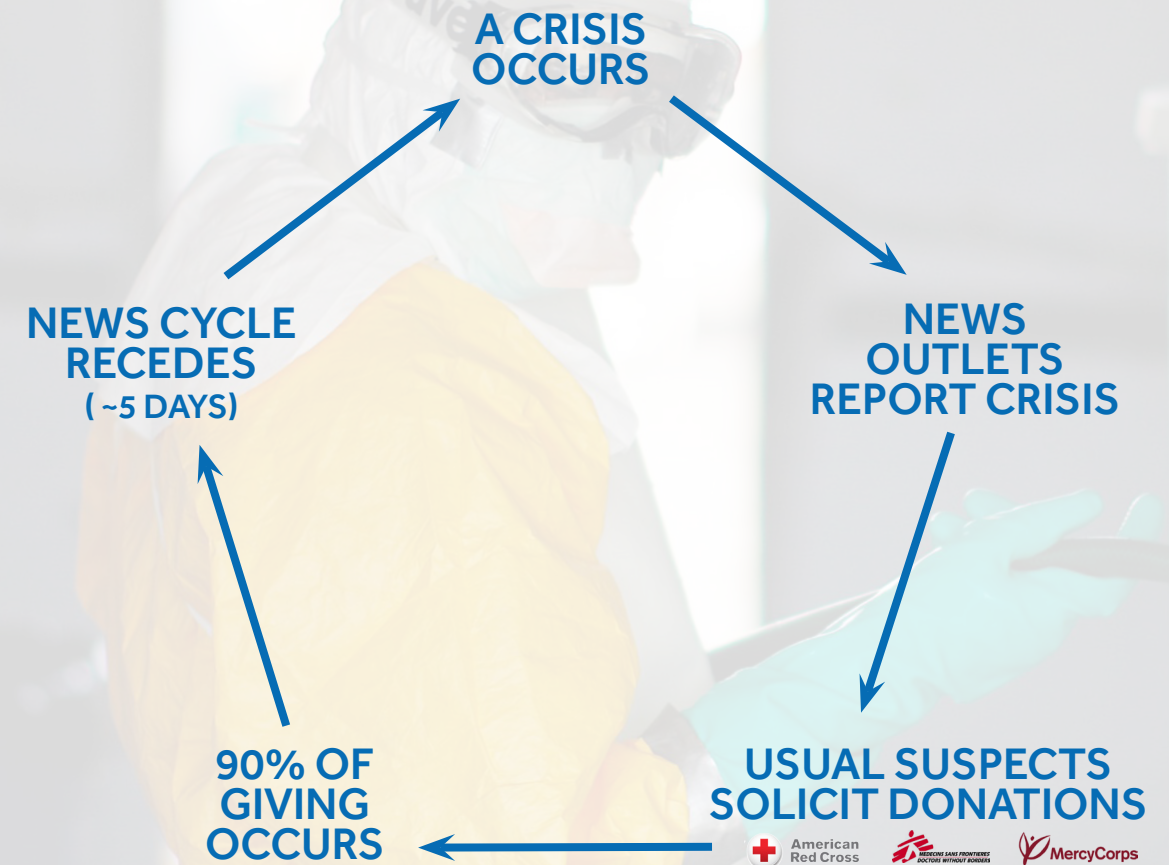 A CRISIS
OCCURS
NEWS
OUTLETS
REPORT CRISIS
USUAL SUSPECTS
SOLICIT DONATIONS
American
Red Cross
MEDECINS SANS FRONTIERES
DOCTORS WITHOUT BORDERS
MercyCorps
90% OF
GIVING
OCCURS
NEWS CYCLE
RECEDES
( ~5 DAYS)